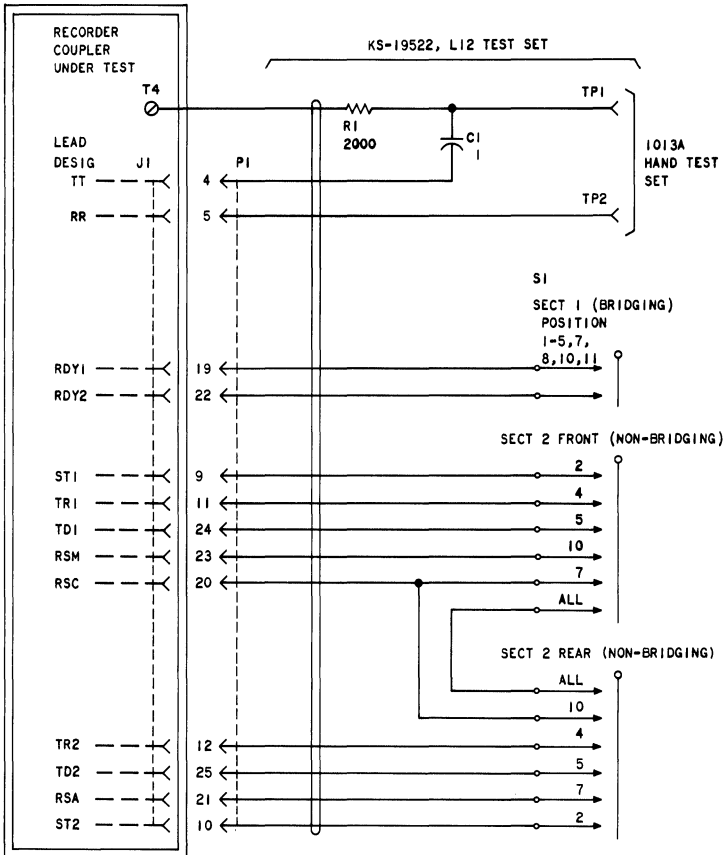 RECORDER
COUPLER
UNDER TEST
KS-19522, L12 TEST SET
T4
TP1
R1
2000
C1
1
1013A
HAND TEST
SET
LEAD
DESIG J1 P1
TT 4
RR 5
TP2
S1
SECT 1 (BRIDGING)
POSITION
1-5,7,
8,10,11
RDY1 19
RDY2 22
SECT 2 FRONT (NON-BRIDGING)
ST1 9 2
TR1 11 4
TD1 24 5
RSM 23 10
RSC 20 7
ALL
SECT 2 REAR (NON-BRIDGING)
ALL
10
TR2 12 4
TD2 25 5
RSA 21 7
ST2 10 2